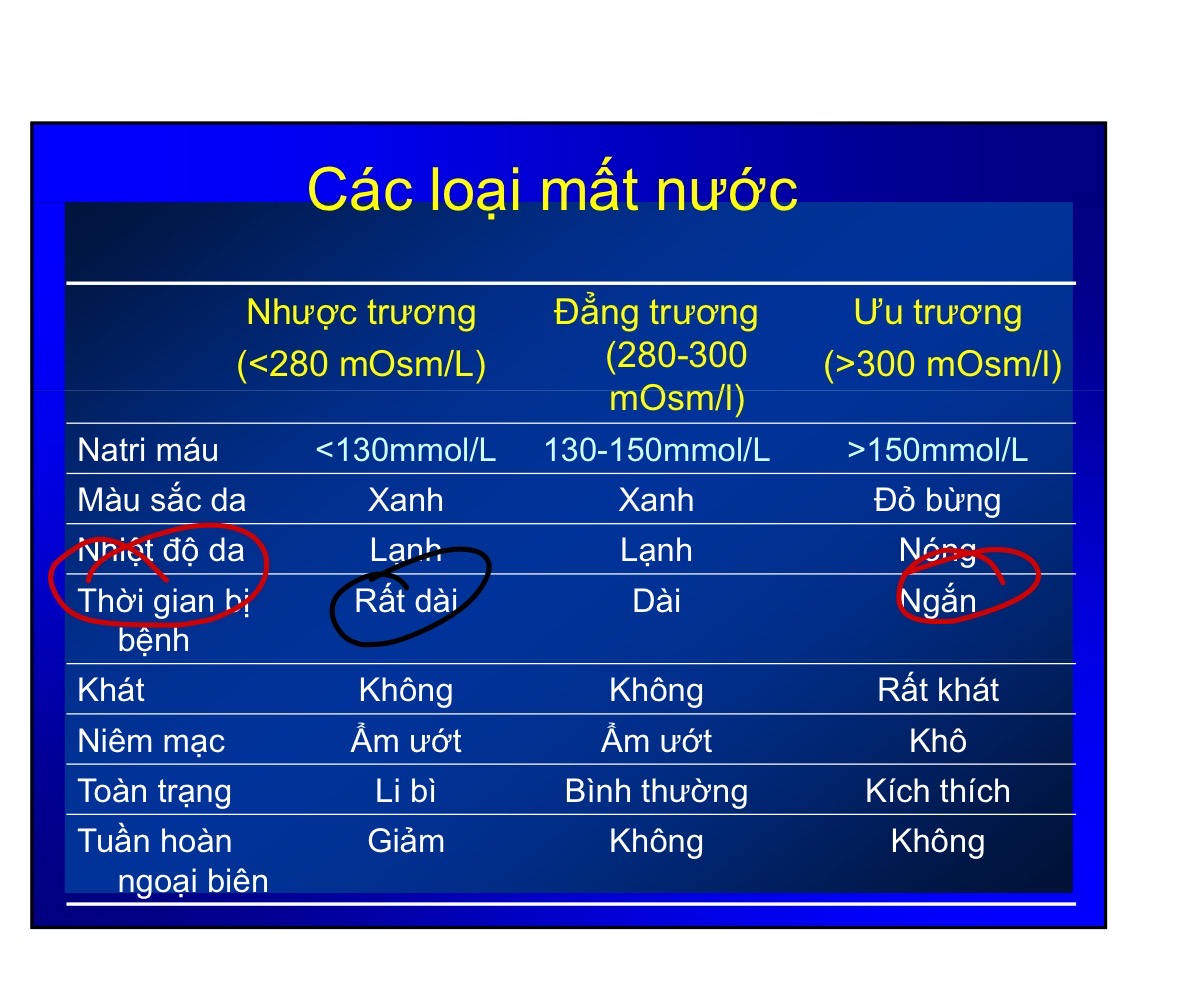 Các loại mất nước
Nhược trương Đẳng trương Ưu trương
(<280 mOsm/L) (280-300 (>300 mOsm/l)
mOsm/l)
Natri máu <130mmol/L 130-150mmol/L >150mmol/L
Màu sắc da Xanh Xanh Đỏ bừng
Nhiệt độ da Lạnh Lạnh Nóng
Thời gian bị Rất dài Dài Ngắn
bệnh
Khát Không Không Rất khát
Niêm mạc Ẩm ướt Ẩm ướt Khô
Toàn trạng Li bì Bình thường Kích thích
Tuần hoàn Giảm Không Không
ngoại biên